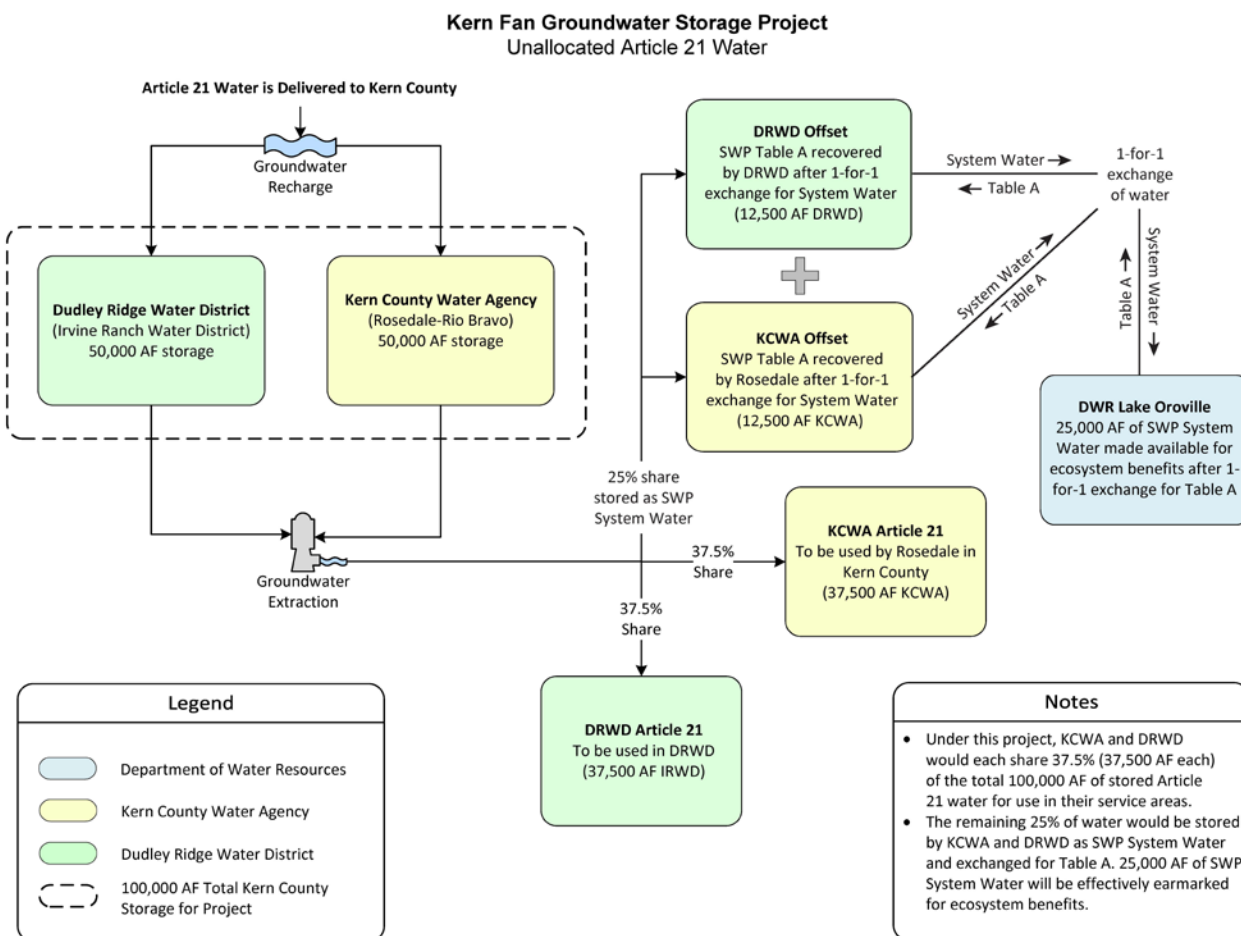 Kern Fan Groundwater Storage Project
Unallocated Article 21 Water
Article 21 Water is Delivered to Kern County
Groundwater
Recharge
Dudley Ridge Water District
(Irvine Ranch Water District)
50,000 AF storage
Kern County Water Agency
(Rosedale-Rio Bravo)
50,000 AF storage
Groundwater
Extraction
25% share
stored as SWP
System Water
37.5%
Share
37.5%
Share
DRWD Offset
SWP Table A recovered
by DRWD after 1-for-1
exchange for System Water
(12,500 AF DRWD)
KCWA Offset
SWP Table A recovered
by Rosedale after 1-for-1
exchange for System Water
(12,500 AF KCWA)
System Water
Table A
System Water
Table A
1-for-1
exchange
of water
System Water
Table A
DWR Lake Oroville
25,000 AF of SWP System
Water made available for
ecosystem benefits after 1-
for-1 exchange for Table A
KCWA Article 21
To be used by Rosedale in
Kern County
(37,500 AF KCWA)
DRWD Article 21
To be used in DRWD
(37,500 AF IRWD)
Legend
Department of Water Resources
Kern County Water Agency
Dudley Ridge Water District
100,000 AF Total Kern County
Storage for Project
Notes
• Under this project, KCWA and DRWD
would each share 37.5% (37,500 AF each)
of the total 100,000 AF of stored Article
21 water for use in their service areas.
• The remaining 25% of water would be stored
by KCWA and DRWD as SWP System Water
and exchanged for Table A. 25,000 AF of SWP
System Water will be effectively earmarked
for ecosystem benefits.